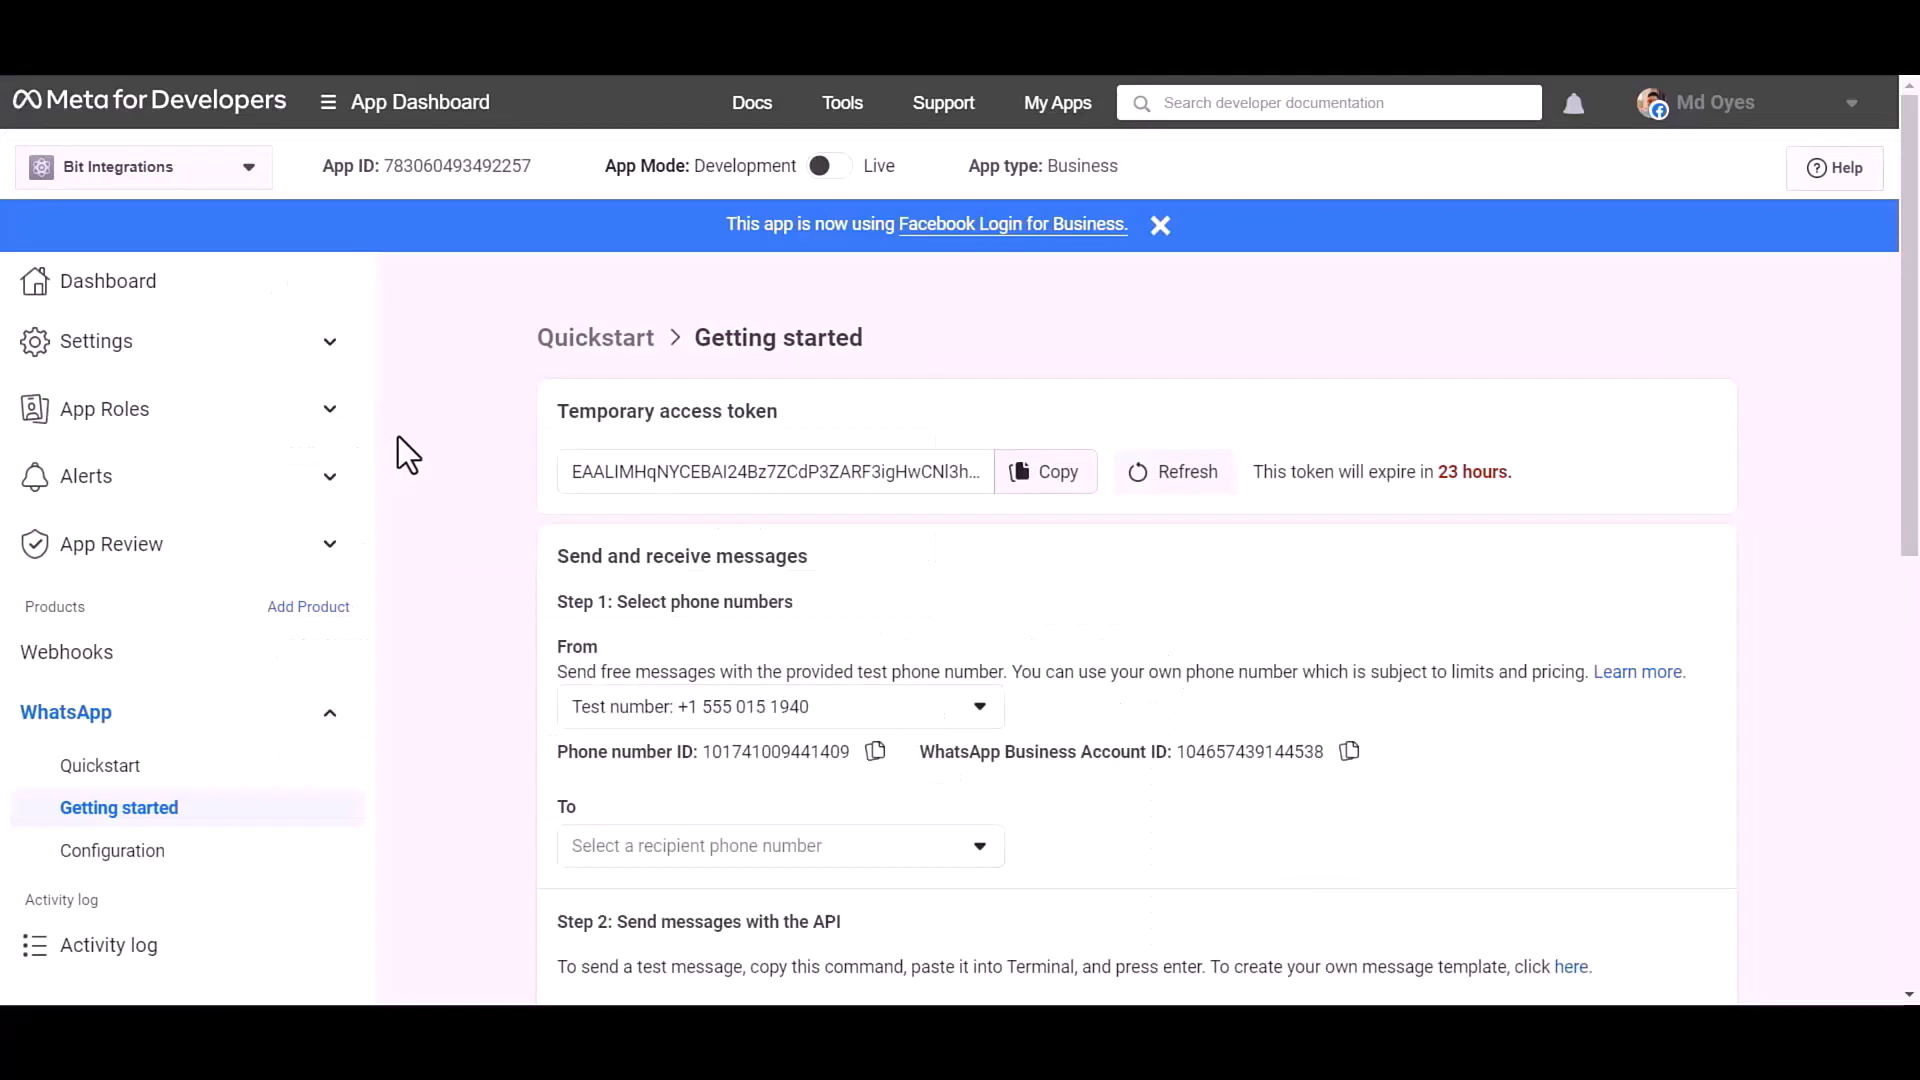 Meta for Developers
App Dashboard
Docs
Tools
Support
My Apps
Search developer documentation
Md Oyes
Bit Integrations
App ID: 783060493492257
App Mode: Development
Live
App type: Business
Help
This app is now using Facebook Login for Business.
Dashboard
Settings
App Roles
Alerts
App Review
Products
Add Product
Webhooks
WhatsApp
Quickstart
Getting started
Configuration
Activity log
Activity log
Quickstart > Getting started
Temporary access token
EAALIMHqNYCEBAI24Bz7ZCdP3ZARF3igHwCNl3h...
Copy
Refresh
This token will expire in 23 hours.
Send and receive messages
Step 1: Select phone numbers
From
Send free messages with the provided test phone number. You can use your own phone number which is subject to limits and pricing. Learn more.
Test number: +1 555 015 1940
Phone number ID: 101741009441409
WhatsApp Business Account ID: 104657439144538
To
Select a recipient phone number
Step 2: Send messages with the API
To send a test message, copy this command, paste it into Terminal, and press enter. To create your own message template, click here.